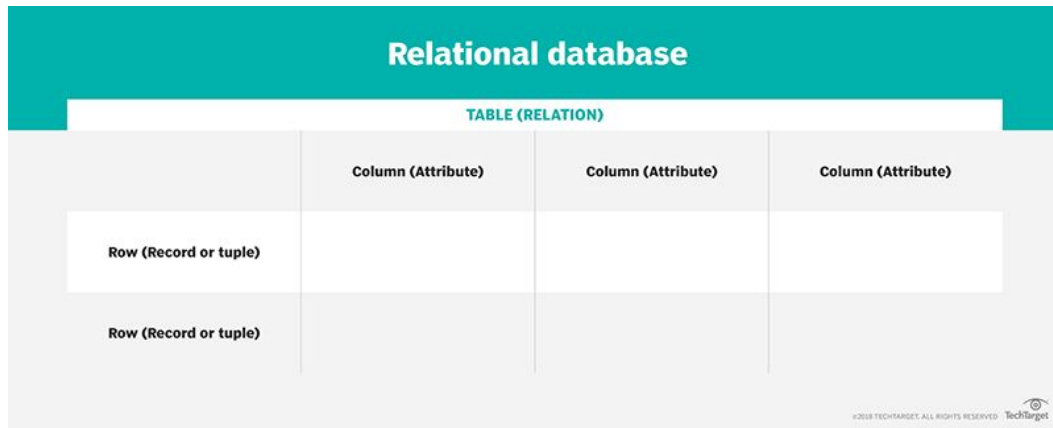 Relational database
TABLE (RELATION)
Column (Attribute) Column (Attribute) Column (Attribute)
Row (Record or tuple)
Row (Record or tuple)
©2018 TECHTARGET. ALL RIGHTS RESERVED TechTarget